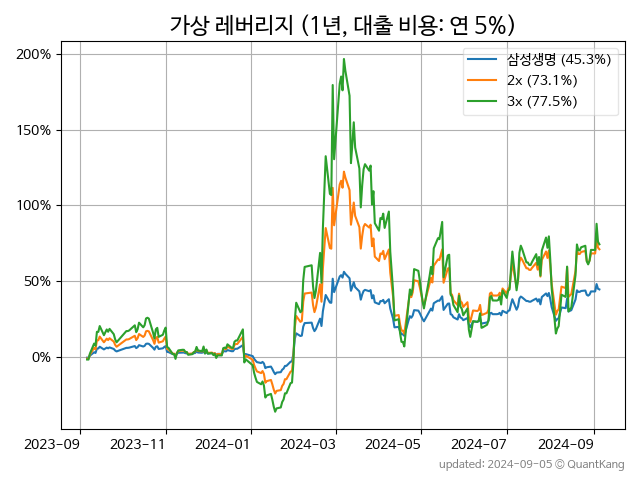 가상 레버리지 (1년, 대출 비용: 연 5%)
200%
150%
100%
50%
0%
삼성생명 (45.3%)
2x (73.1%)
3x (77.5%)
2023-09
2023-11
2024-01
2024-03
2024-05
2024-07
2024-09
updated: 2024-09-05 © QuantKang